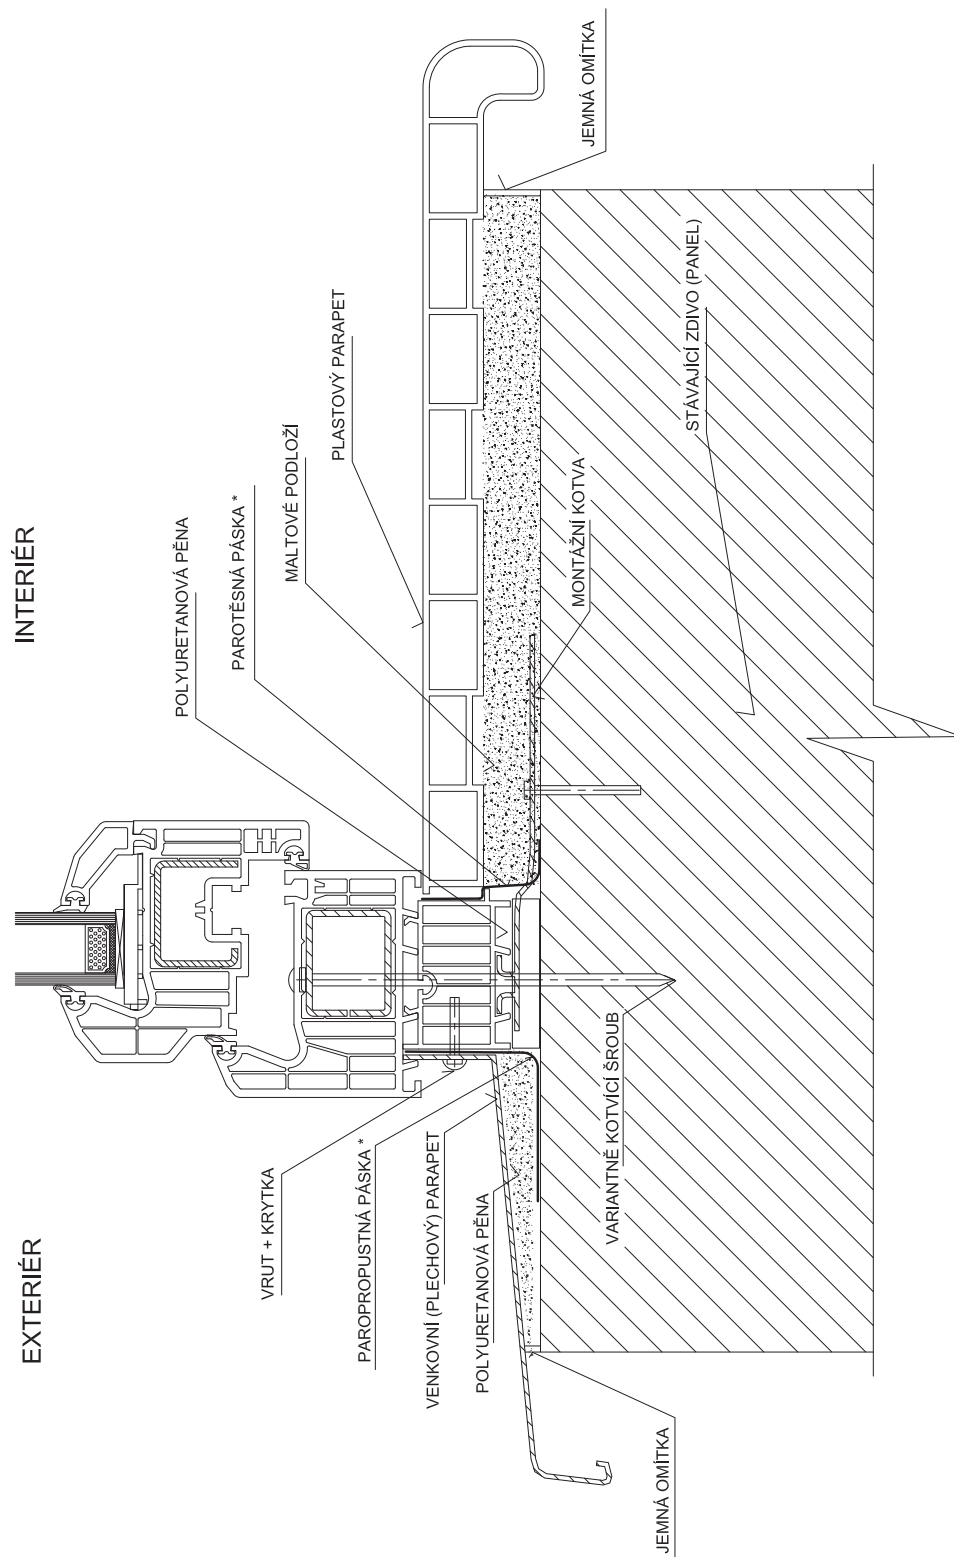 EXTERIÉR
INTERIÉR
VRUT + KRYTKA
PAROPROPUSTNÁ PÁSKA *
VENKOVNÍ (PLECHOVÝ) PARAPET
POLYURETANOVÁ PĚNA
JEMNÁ OMÍTKA
VARIANTNĚ KOTVÍCÍ ŠROUB
POLYURETANOVÁ PĚNA
PAROTĚSNÁ PÁSKA *
MALTOVÉ PODLOŽÍ
PLASTOVÝ PARAPET
MONTÁŽNÍ KOTVA
STÁVAJÍCÍ ZDIVO (PANEL)
JEMNÁ OMÍTKA